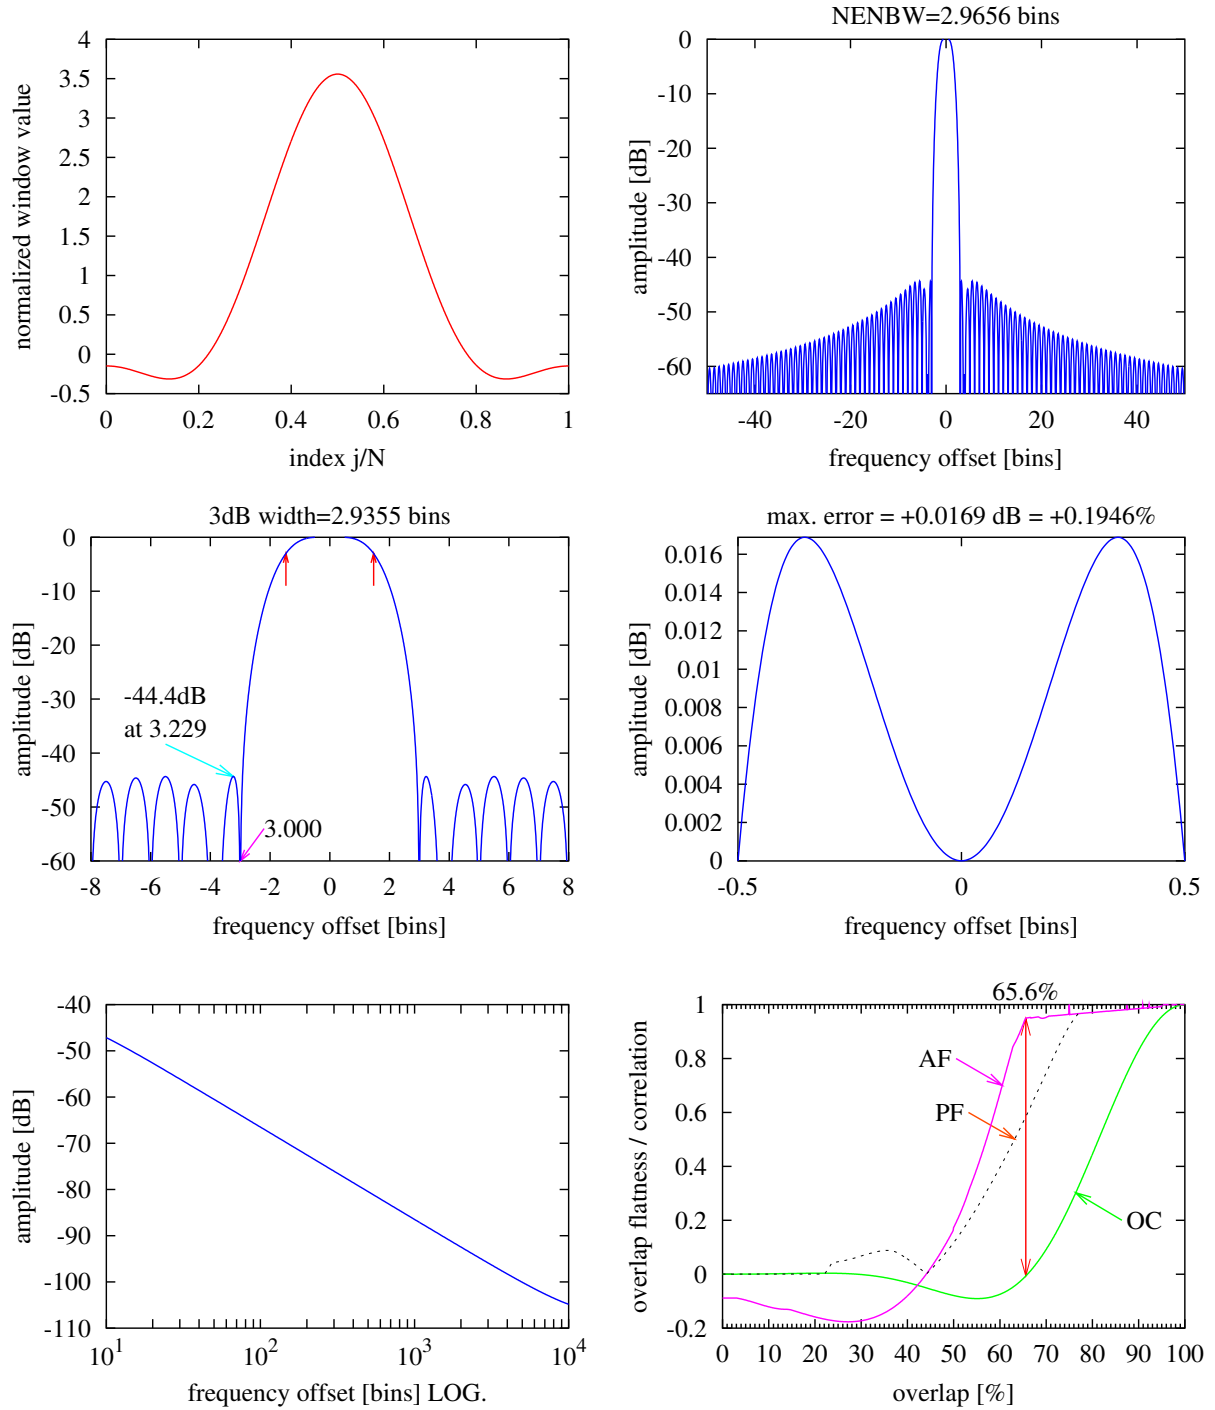 4
3.5
3
2.5
2
1.5
1
0.5
0
-0.5
normalized window value
0 0.2 0.4 0.6 0.8 1
index j/N
NENBW=2.9656 bins
0
-10
-20
-30
-40
-50
-60
amplitude [dB]
-40 -20 0 20 40
frequency offset [bins]
3dB width=2.9355 bins
0
-10
-20
-30
-40
-50
-60
amplitude [dB]
-44.4dB
at 3.229
3.000
-8 -6 -4 -2 0 2 4 6 8
frequency offset [bins]
max. error = +0.0169 dB = +0.1946%
0.016
0.014
0.012
0.01
0.008
0.006
0.004
0.002
0
amplitude [dB]
-0.5 0 0.5
frequency offset [bins]
-40
-50
-60
-70
-80
-90
-100
-110
amplitude [dB]
10¹ 10² 10³ 10⁴
frequency offset [bins] LOG.
65.6%
1
0.8
0.6
0.4
0.2
0
-0.2
overlap flatness / correlation
AF
PF
OC
0 10 20 30 40 50 60 70 80 90 100
overlap [%]